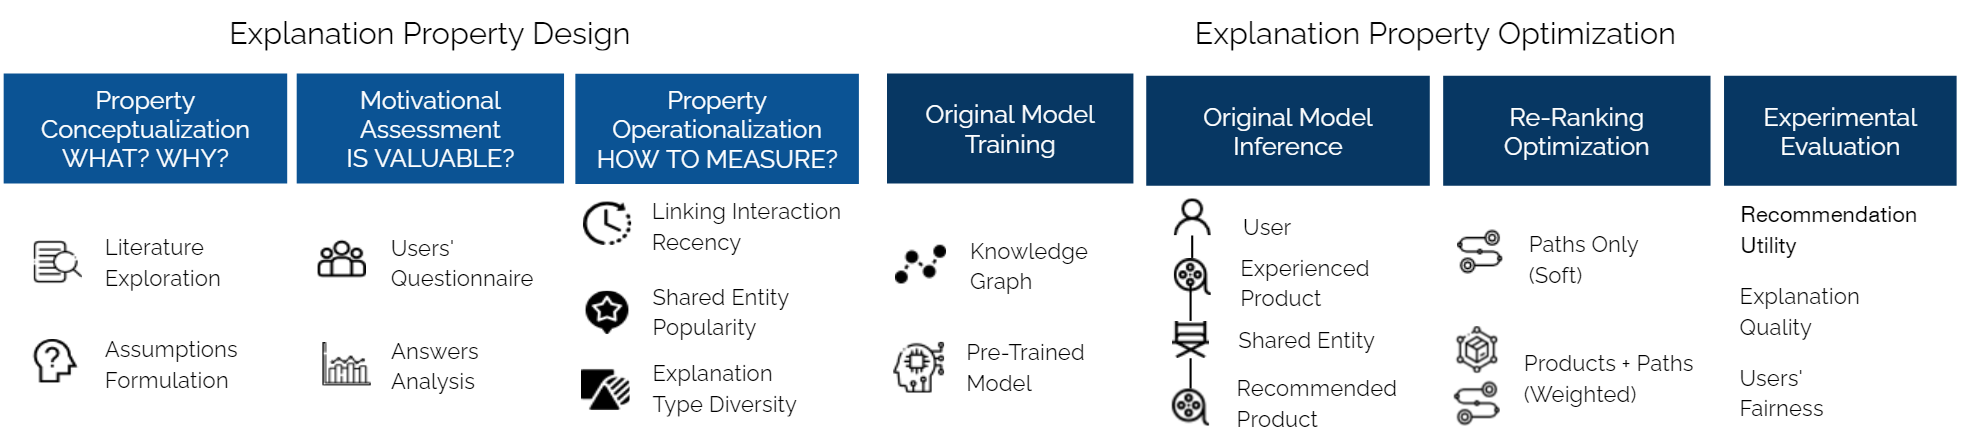 Explanation Property Design
Explanation Property Optimization
Property
Conceptualization
WHAT? WHY?
Literature
Exploration
Assumptions
Formulation
Motivational
Assessment
IS VALUABLE?
Users'
Questionnaire
Answers
Analysis
Property
Operationalization
HOW TO MEASURE?
Linking Interaction
Recency
Shared Entity
Popularity
Explanation
Type Diversity
Original Model
Training
Knowledge
Graph
Pre-Trained
Model
Original Model
Inference
User
Experienced
Product
Shared Entity
Recommended
Product
Re-Ranking
Optimization
Paths Only
(Soft)
Products + Paths
(Weighted)
Experimental
Evaluation
Recommendation
Utility
Explanation
Quality
Users'
Fairness